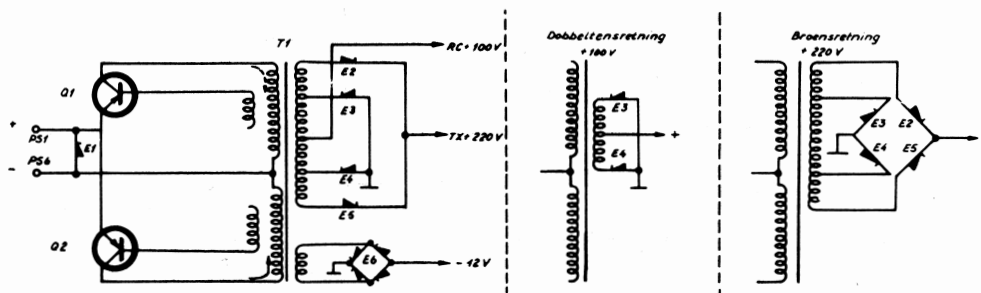 T1
RC+100V
E2
Q1
E3
+
PS1
E1
TX+220V
PS6
-
E4
E5
Q2
E6
-12V
Dobbeltensretning
+100V
E3
+
E4
Broensretning
+220V
E3
E2
E4
E5